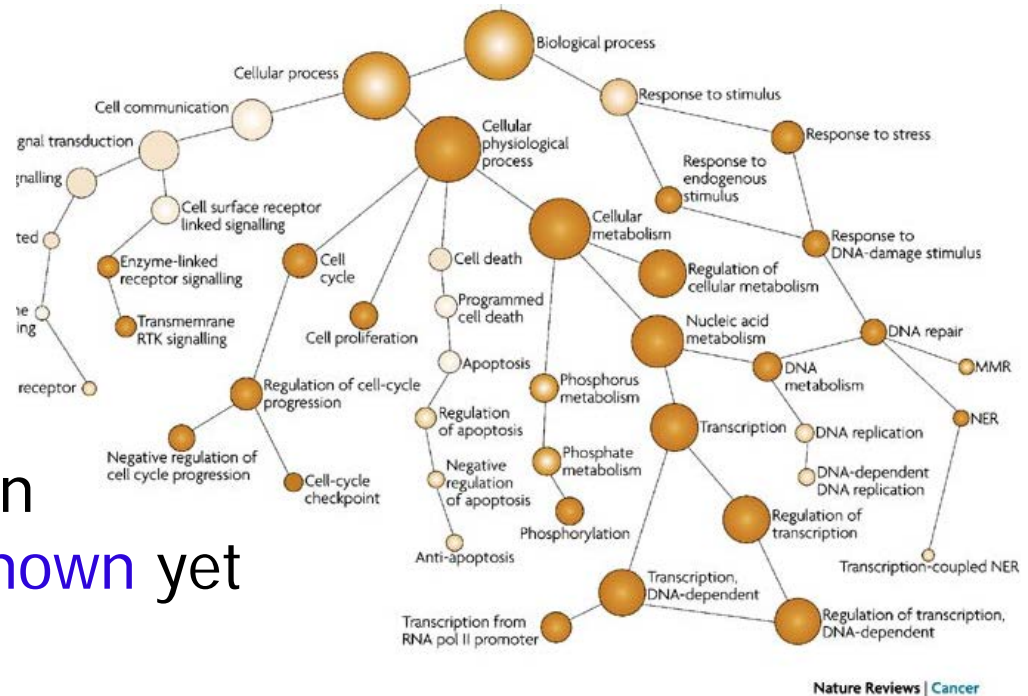 Biological process
Cellular process
Cell communication
Response to stimulus
gnal transduction
Cellular
physiological
process
Response to stress
Response to
endogenous
stimulus
gnalling
Cell surface receptor
linked signalling
Cellular
metabolism
ted
Enzyme-linked
receptor signalling
Cell
cycle
Cell death
Regulation of
cellular metabolism
Response to
DNA-damage stimulus
ne
ing
Transmemrane
RTK signalling
Cell proliferation
Programmed
cell death
Nucleic acid
metabolism
DNA repair
receptor
Regulation of cell-cycle
progression
Apoptosis
Phosphorus
metabolism
DNA
metabolism
MMR
Negative regulation of
cell cycle progression
Cell-cycle
checkpoint
Regulation
of apoptosis
Transcription
DNA replication
NER
Negative
regulation
of apoptosis
Phosphate
metabolism
DNA-dependent
DNA replication
Anti-apoptosis
Phosphorylation
Regulation of
transcription
Transcription-coupled NER
n
nown yet
Transcription,
DNA-dependent
Transcription from
RNA pol II promoter
Regulation of transcription,
DNA-dependent
Nature Reviews | Cancer